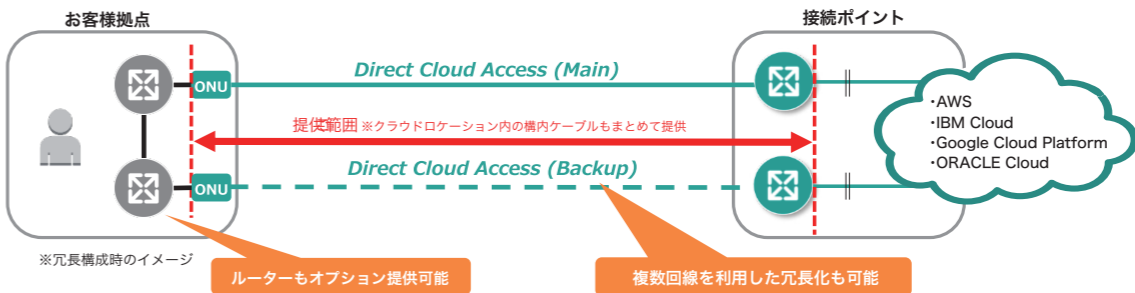 お客様拠点
接続ポイント
ONU
Direct Cloud Access (Main)
・AWS
・IBM Cloud
・Google Cloud Platform
・ORACLE Cloud
提供範囲 ※クラウドロケーション内の構内ケーブルもまとめて提供
Direct Cloud Access (Backup)
ONU
※冗長構成時のイメージ
ルーターもオプション提供可能
複数回線を利用した冗長化も可能